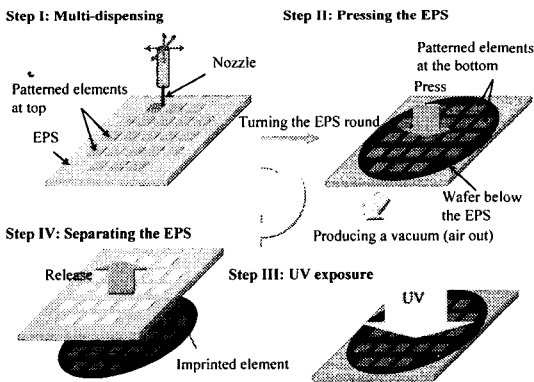 Step I: Multi-dispensing
Nozzle
Patterned elements
at top
EPS
Turning the EPS round
Step II: Pressing the EPS
Patterned elements
at the bottom
Press
Wafer below
the EPS
Producing a vacuum (air out)
Step III: UV exposure
UV
Step IV: Separating the EPS
Release
Imprinted element